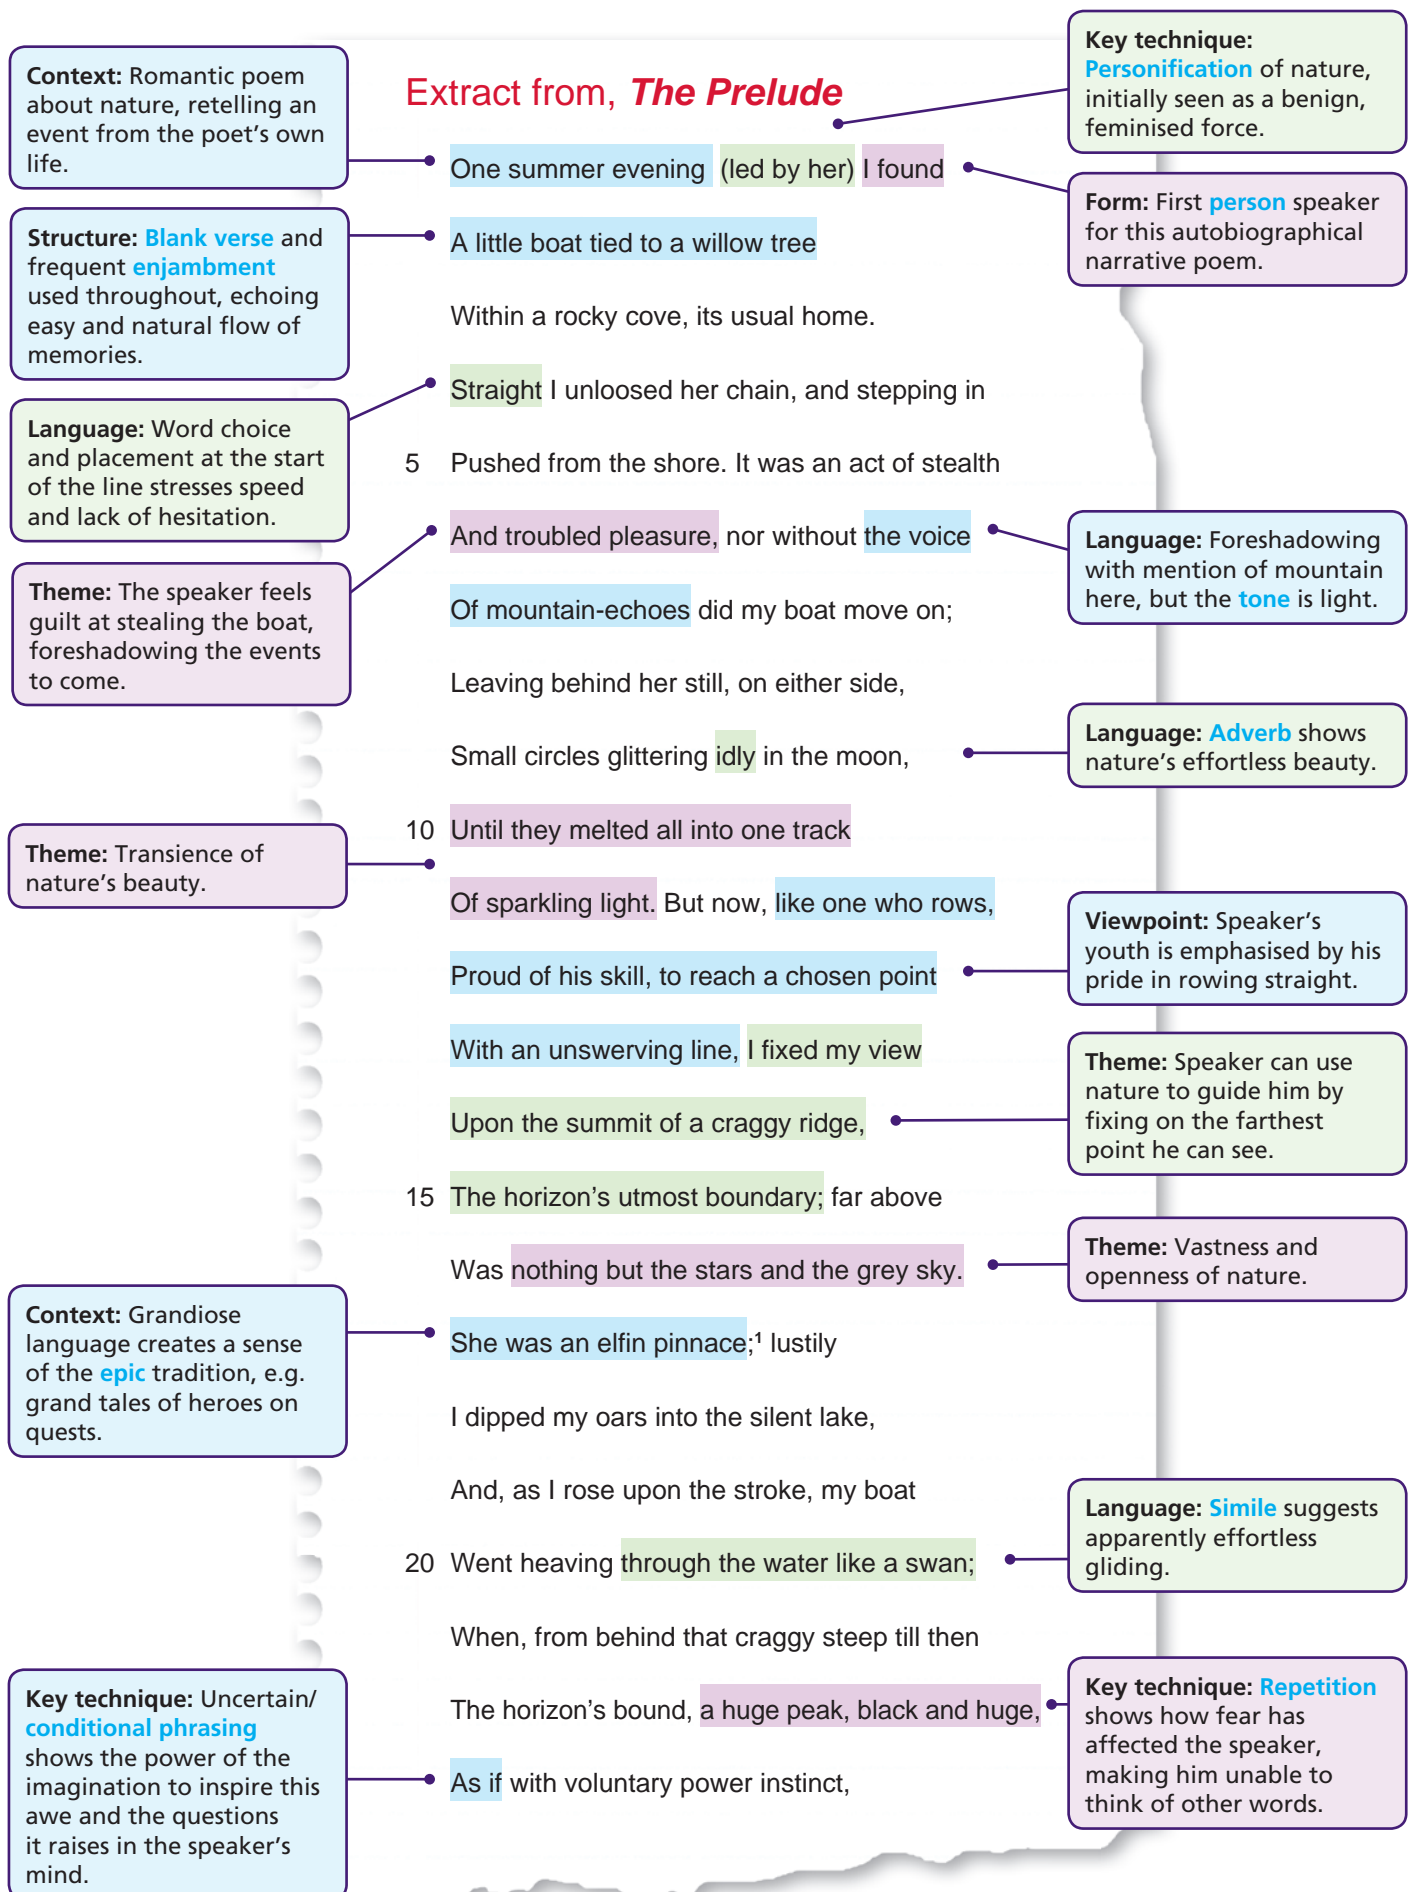 Extract from, The Prelude
Context: Romantic poem
about nature, retelling an
event from the poet's own
life.
Structure: Blank verse and
frequent enjambment
used throughout, echoing
easy and natural flow of
memories.
Language: Word choice
and placement at the start
of the line stresses speed
and lack of hesitation.
Theme: The speaker feels
guilt at stealing the boat,
foreshadowing the events
to come.
Theme: Transience of
nature's beauty.
Context: Grandiose
language creates a sense
of the epic tradition, e.g.
grand tales of heroes on
quests.
Key technique: Uncertain/
conditional phrasing
shows the power of the
imagination to inspire this
awe and the questions
it raises in the speaker's
mind.
One summer evening (led by her) I found
A little boat tied to a willow tree
Within a rocky cove, its usual home.
Straight I unloosed her chain, and stepping in
5 Pushed from the shore. It was an act of stealth
And troubled pleasure, nor without the voice
Of mountain-echoes did my boat move on;
Leaving behind her still, on either side,
Small circles glittering idly in the moon,
10 Until they melted all into one track
Of sparkling light. But now, like one who rows,
Proud of his skill, to reach a chosen point
With an unswerving line, I fixed my view
Upon the summit of a craggy ridge,
15 The horizon's utmost boundary; far above
Was nothing but the stars and the grey sky.
She was an elfin pinnace;¹ lustily
I dipped my oars into the silent lake,
And, as I rose upon the stroke, my boat
20 Went heaving through the water like a swan;
When, from behind that craggy steep till then
The horizon's bound, a huge peak, black and huge,
As if with voluntary power instinct,
Key technique:
Personification of nature,
initially seen as a benign,
feminised force.
Form: First person speaker
for this autobiographical
narrative poem.
Language: Foreshadowing
with mention of mountain
here, but the tone is light.
Language: Adverb shows
nature's effortless beauty.
Viewpoint: Speaker's
youth is emphasised by his
pride in rowing straight.
Theme: Speaker can use
nature to guide him by
fixing on the farthest
point he can see.
Theme: Vastness and
openness of nature.
Language: Simile suggests
apparently effortless
gliding.
Key technique: Repetition
shows how fear has
affected the speaker,
making him unable to
think of other words.